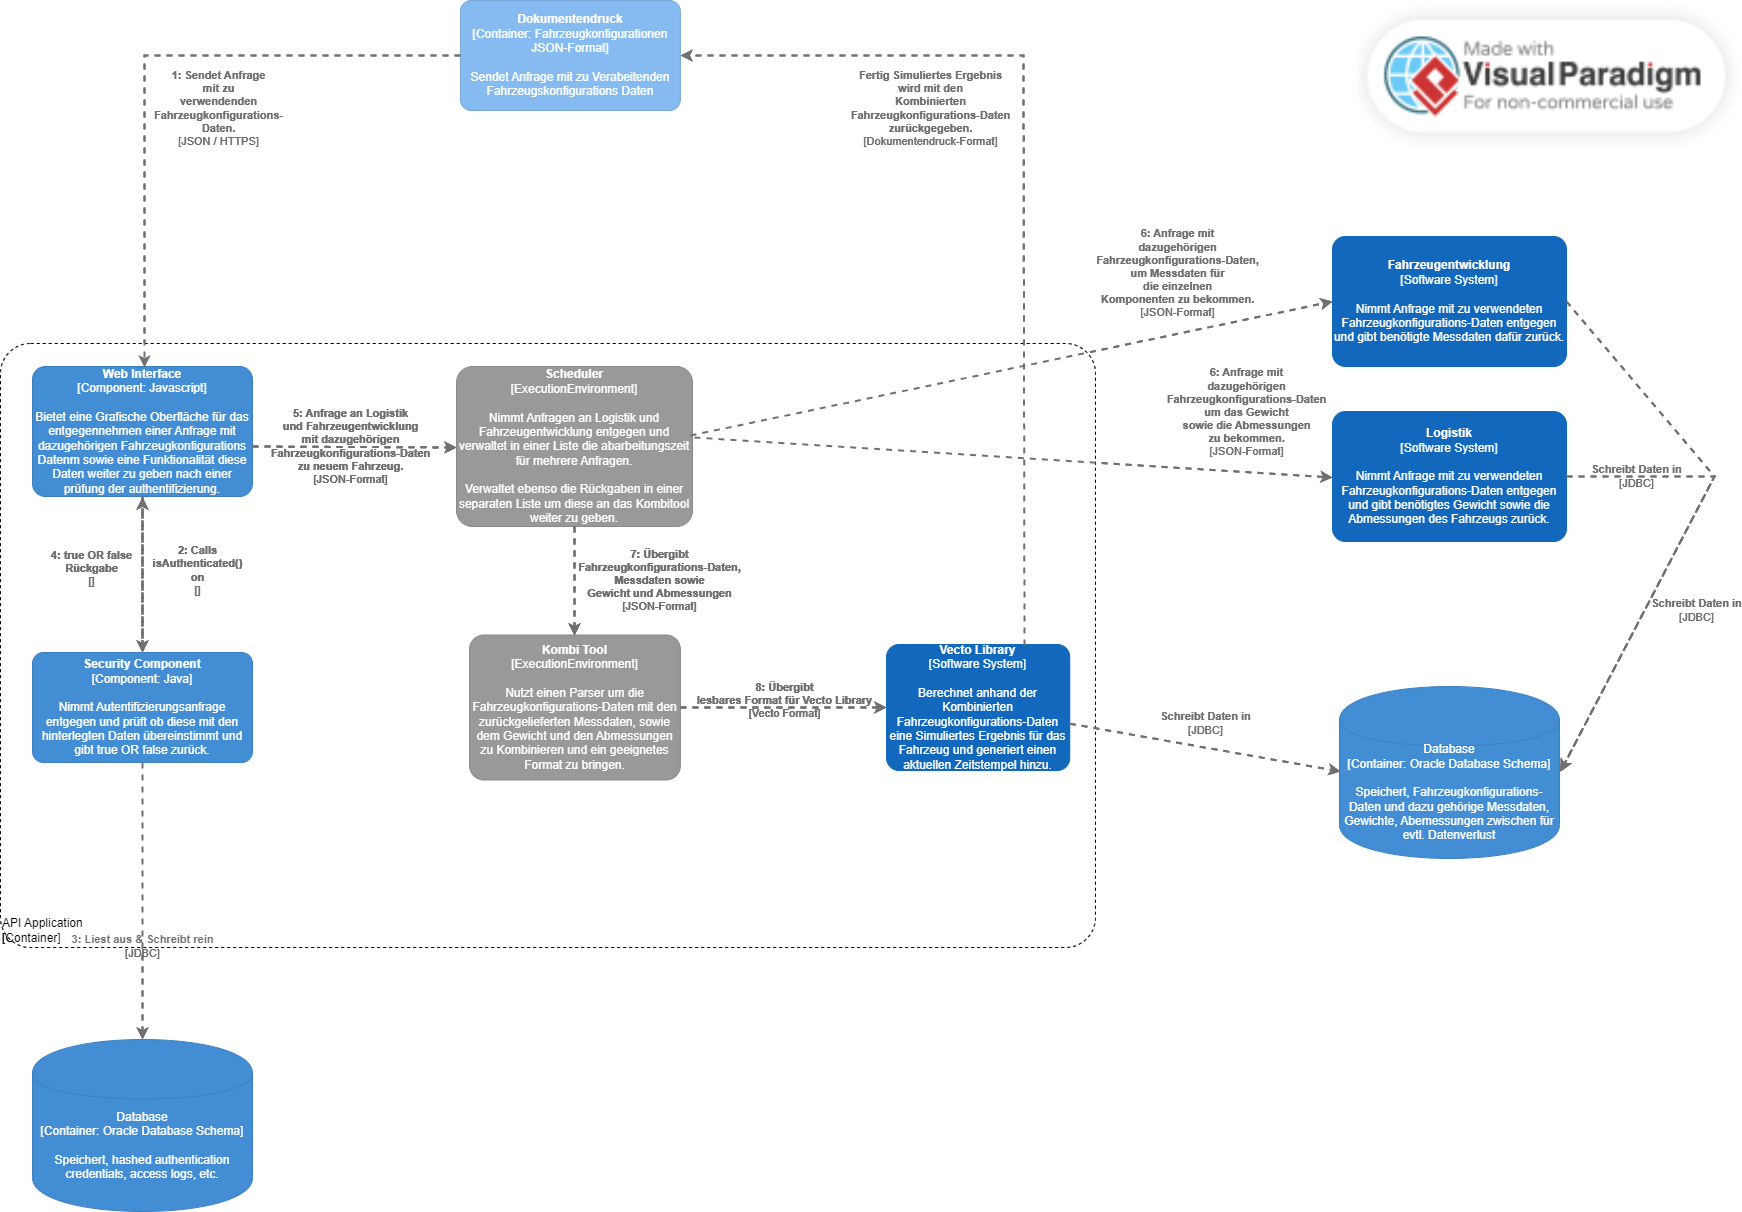 Dokumentendruck
[Container: Fahrzeugkonfigurationen
JSON-Format]
Sendet Anfrage mit zu Verabeitenden
Fahrzeugskonfigurations Daten
Made with
Visual Paradigm
For non-commercial use
1: Sendet Anfrage
mit zu
verwendenden
Fahrzeugkonfigurations-
Daten.
[JSON / HTTPS]
Fertig Simuliertes Ergebnis
wird mit den
Kombinierten
Fahrzeugkonfigurations-Daten
zurückgegeben.
[Dokumentendruck-Format]
6: Anfrage mit
dazugehörigen
Fahrzeugkonfigurations-Daten,
um Messdaten für
die einzelnen
Komponenten zu bekommen.
[JSON-Format]
Fahrzeugentwicklung
[Software System]
Nimmt Anfrage mit zu verwendeten
Fahrzeugkonfigurations-Daten entgegen
und gibt benötigte Messdaten dafür zurück.
Web Interface
[Component: Javascript]
Bietet eine Grafische Oberfläche für das
entgegennehmen einer Anfrage mit
dazugehörigen Fahrzeugkonfigurations
Datenm sowie eine Funktionalität diese
Daten weiter zu geben nach einer
prüfung der authentifizierung.
5: Anfrage an Logistik
und Fahrzeugentwicklung
mit dazugehörigen
Fahrzeugkonfigurations-Daten
zu neuem Fahrzeug.
[JSON-Format]
Scheduler
[ExecutionEnvironment]
Nimmt Anfragen an Logistik und
Fahrzeugentwicklung entgegen und
verwaltet in einer Liste die abarbeitungszeit
für mehrere Anfragen.
Verwaltet ebenso die Rückgaben in einer
separaten Liste um diese an das Kombitool
weiter zu geben.
6: Anfrage mit
dazugehörigen
Fahrzeugkonfigurations-Daten
um das Gewicht
sowie die Abmessungen
zu bekommen.
[JSON-Format]
Logistik
[Software System]
Nimmt Anfrage mit zu verwendeten
Fahrzeugkonfigurations-Daten entgegen
und gibt benötigtes Gewicht sowie die
Abmessungen des Fahrzeugs zurück.
Schreibt Daten in
[JDBC]
4: true OR false
Rückgabe
[]
2: Calls
isAuthenticated()
on
[]
7: Übergibt
Fahrzeugkonfigurations-Daten,
Messdaten sowie
Gewicht und Abmessungen
[JSON-Format]
Schreibt Daten in
[JDBC]
Security Component
[Component: Java]
Nimmt Autentifizierungsanfrage
entgegen und prüft ob diese mit den
hinterlegten Daten übereinstimmt und
gibt true OR false zurück.
Kombi Tool
[ExecutionEnvironment]
Nutzt einen Parser um die
Fahrzeugkonfigurations-Daten mit den
zurückgelieferten Messdaten, sowie
dem Gewicht und den Abmessungen
zu Kombinieren und ein geeignetes
Format zu bringen.
8: Übergibt
lesbares Format für Vecto Library
[Vecto Format]
Vecto Library
[Software System]
Berechnet anhand der
Kombinierten
Fahrzeugkonfigurations-Daten
eine Simuliertes Ergebnis für das
Fahrzeug und generiert einen
aktuellen Zeitstempel hinzu.
Schreibt Daten in
[JDBC]
Database
[Container: Oracle Database Schema]
Speichert, Fahrzeugkonfigurations-
Daten und dazu gehörige Messdaten,
Gewichte, Abemessungen zwischen für
evtl. Datenverlust
API Application
[Container]
3: Liest aus & Schreibt rein
[JDBC]
Database
[Container: Oracle Database Schema]
Speichert, hashed authentication
credentials, access logs, etc.